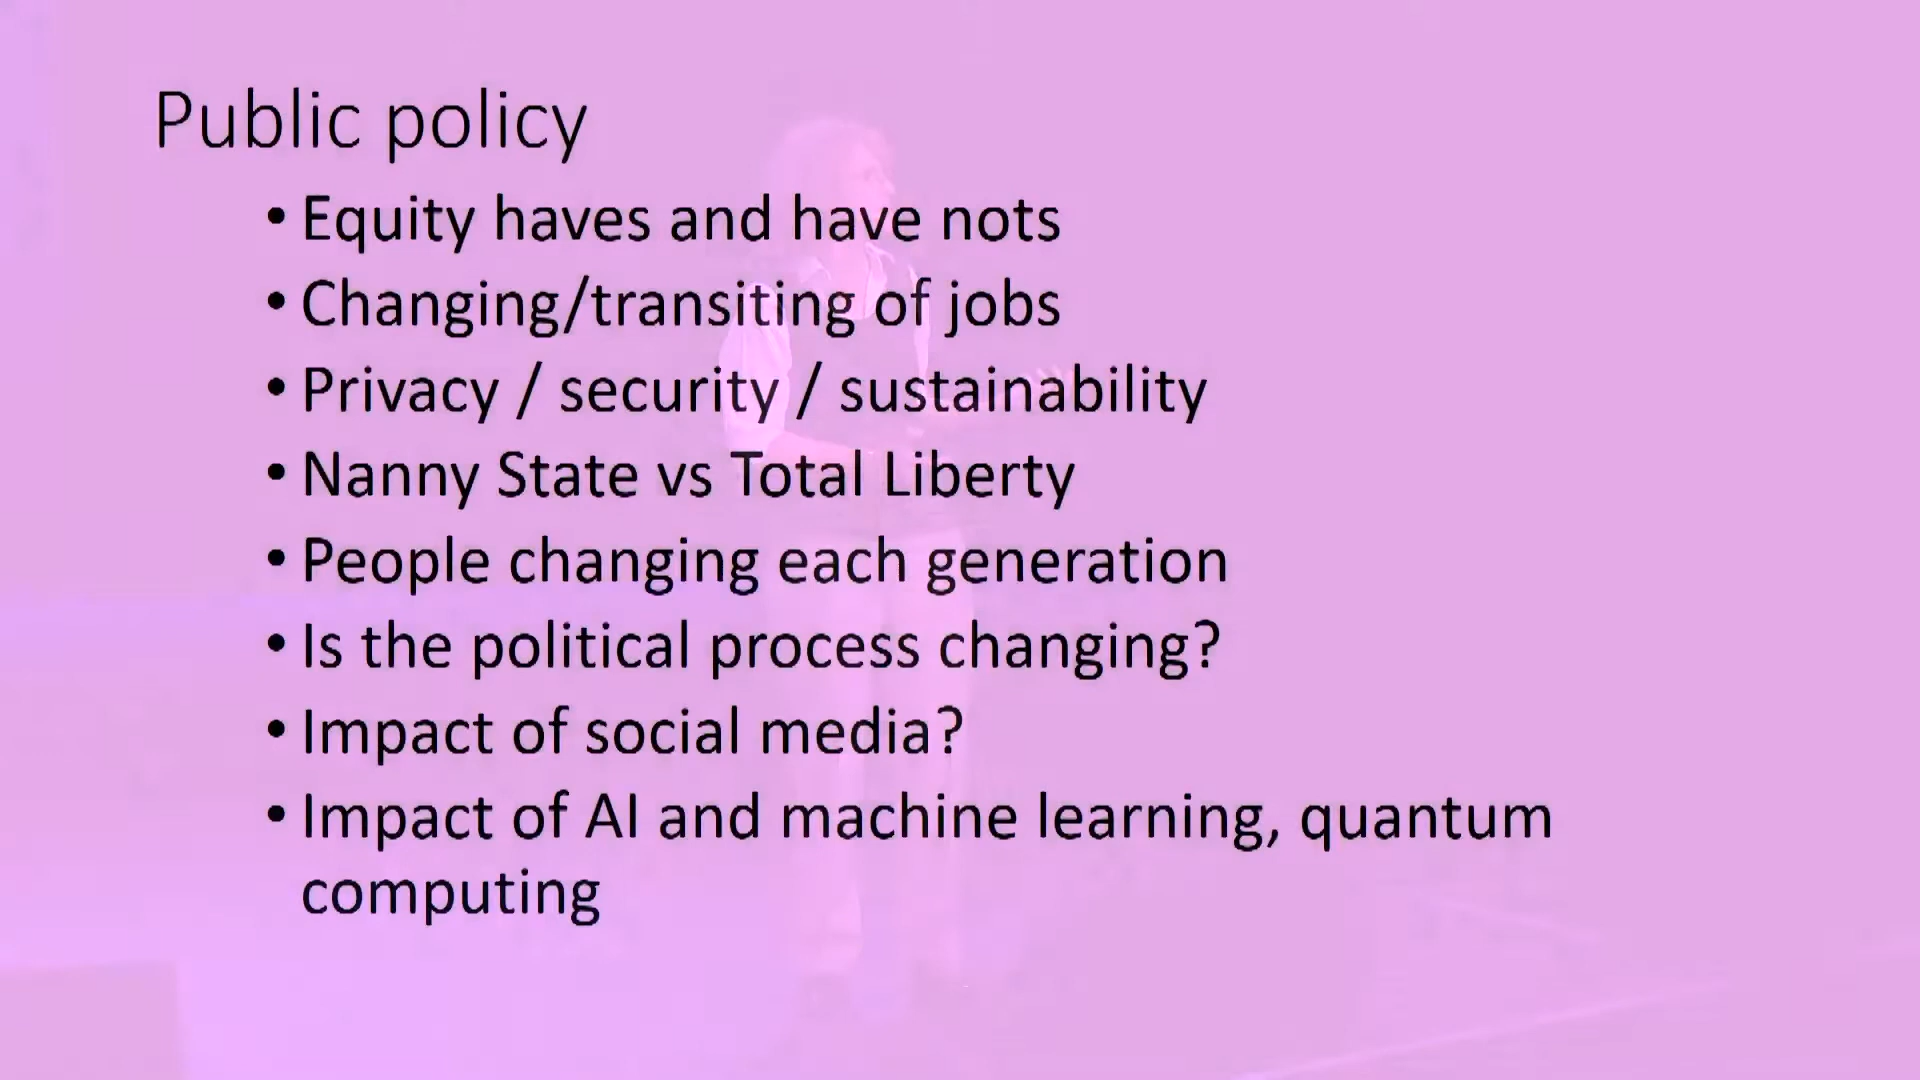 Public policy
• Equity haves and have nots
• Changing/transiting of jobs
• Privacy / security / sustainability
• Nanny State vs Total Liberty
• People changing each generation
• Is the political process changing?
• Impact of social media?
• Impact of AI and machine learning, quantum
computing